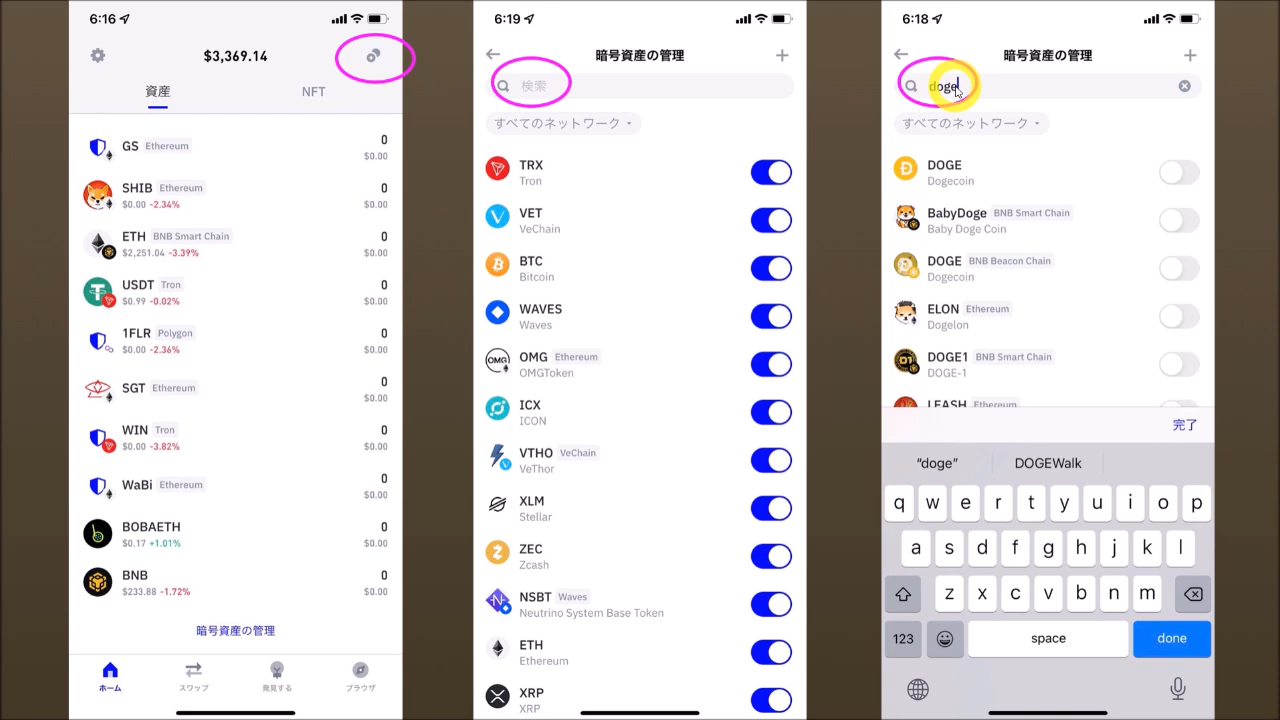 6:16
$3,369.14
資産
NFT
GS Ethereum 0
$0.00
SHIB Ethereum 0
$0.00 -2.34% $0.00
ETH BNB Smart Chain 0
$2,251.04 -3.39% $0.00
USDT Tron 0
$0.99 -0.02% $0.00
1FLR Polygon 0
$0.00 -2.36% $0.00
SGT Ethereum 0
$0.00
WIN Tron 0
$0.00 -3.82% $0.00
WaBi Ethereum 0
$0.00
BOBAETH 0
$0.17 +1.01% $0.00
BNB 0
$233.88 -1.72% $0.00
暗号資産の管理
ホーム
スワップ
発見する
ブラウザ
6:19
暗号資産の管理
検索
すべてのネットワーク
TRX
Tron
VET
VeChain
BTC
Bitcoin
WAVES
Waves
OMG Ethereum
OMGToken
ICX
ICON
VTHO VeChain
VeThor
XLM
Stellar
ZEC
Zcash
NSBT Waves
Neutrino System Base Token
ETH
Ethereum
XRP
XRP
6:18
暗号資産の管理
doge
すべてのネットワーク
DOGE
Dogecoin
BabyDoge BNB Smart Chain
Baby Doge Coin
DOGE BNB Beacon Chain
Dogecoin
ELON Ethereum
Dogelon
DOGE1 BNB Smart Chain
DOGE-1
LEASH Ethereum
完了
“doge”
DOGEWalk
q w e r t y u i o p
a s d f g h j k l
z x c v b n m
123 space done